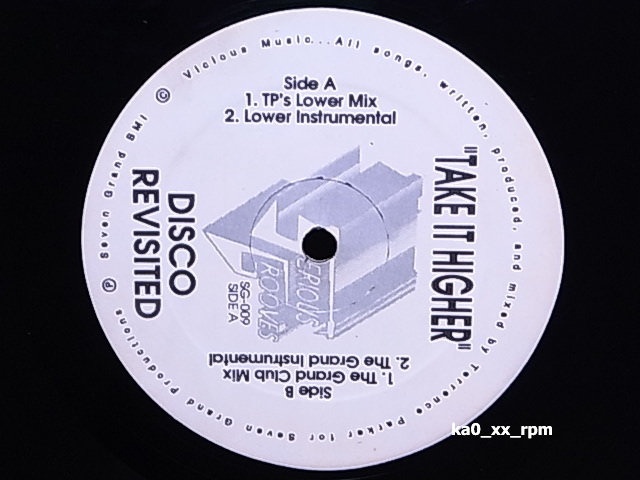 Side A
1. TP's Lower Mix
2. Lower Instrumental
"TAKE IT HIGHER"
DISCO
REVISITED
SERIOUS
GROOVES
SG-009
SIDE A
Side B
1. The Grand Club Mix
2. The Grand Instrumental
Ⓟ Seven Grand BMI © Vicious Music...All songs, written, produced, and mixed by Terrence Parker for Seven Grand Productions
ka0_xx_rpm